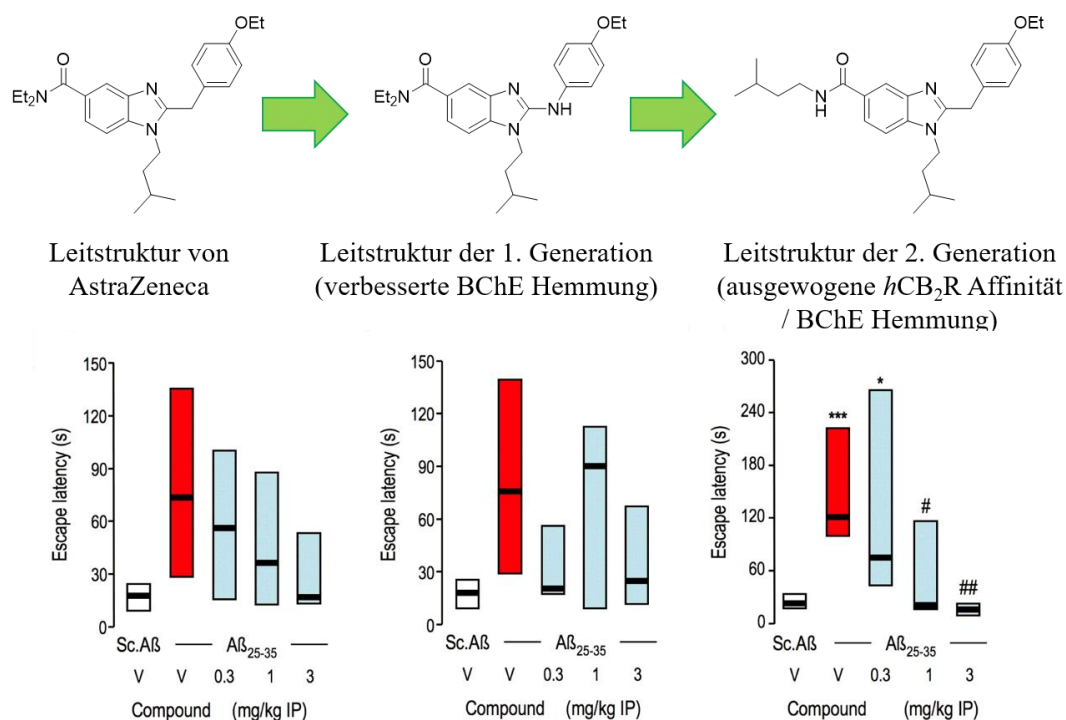 OEt
O
Et₂N
N
N
OEt
O
Et₂N
N
N
NH
OEt
O
N
H
N
N
Leitstruktur von
AstraZeneca
Leitstruktur der 1. Generation
(verbesserte BChE Hemmung)
Leitstruktur der 2. Generation
(ausgewogene hCB₂R Affinität
/ BChE Hemmung)
Escape latency (s)
150
120
90
60
30
0
Sc.Aß
Aß₂₅₋₃₅
V V 0.3 1 3
Compound (mg/kg IP)
Escape latency (s)
150
120
90
60
30
0
Sc.Aß
Aß₂₅₋₃₅
V V 0.3 1 3
Compound (mg/kg IP)
Escape latency (s)
300
240
180
120
60
0
***
*
#
##
Sc.Aß
Aß₂₅₋₃₅
V V 0.3 1 3
Compound (mg/kg IP)